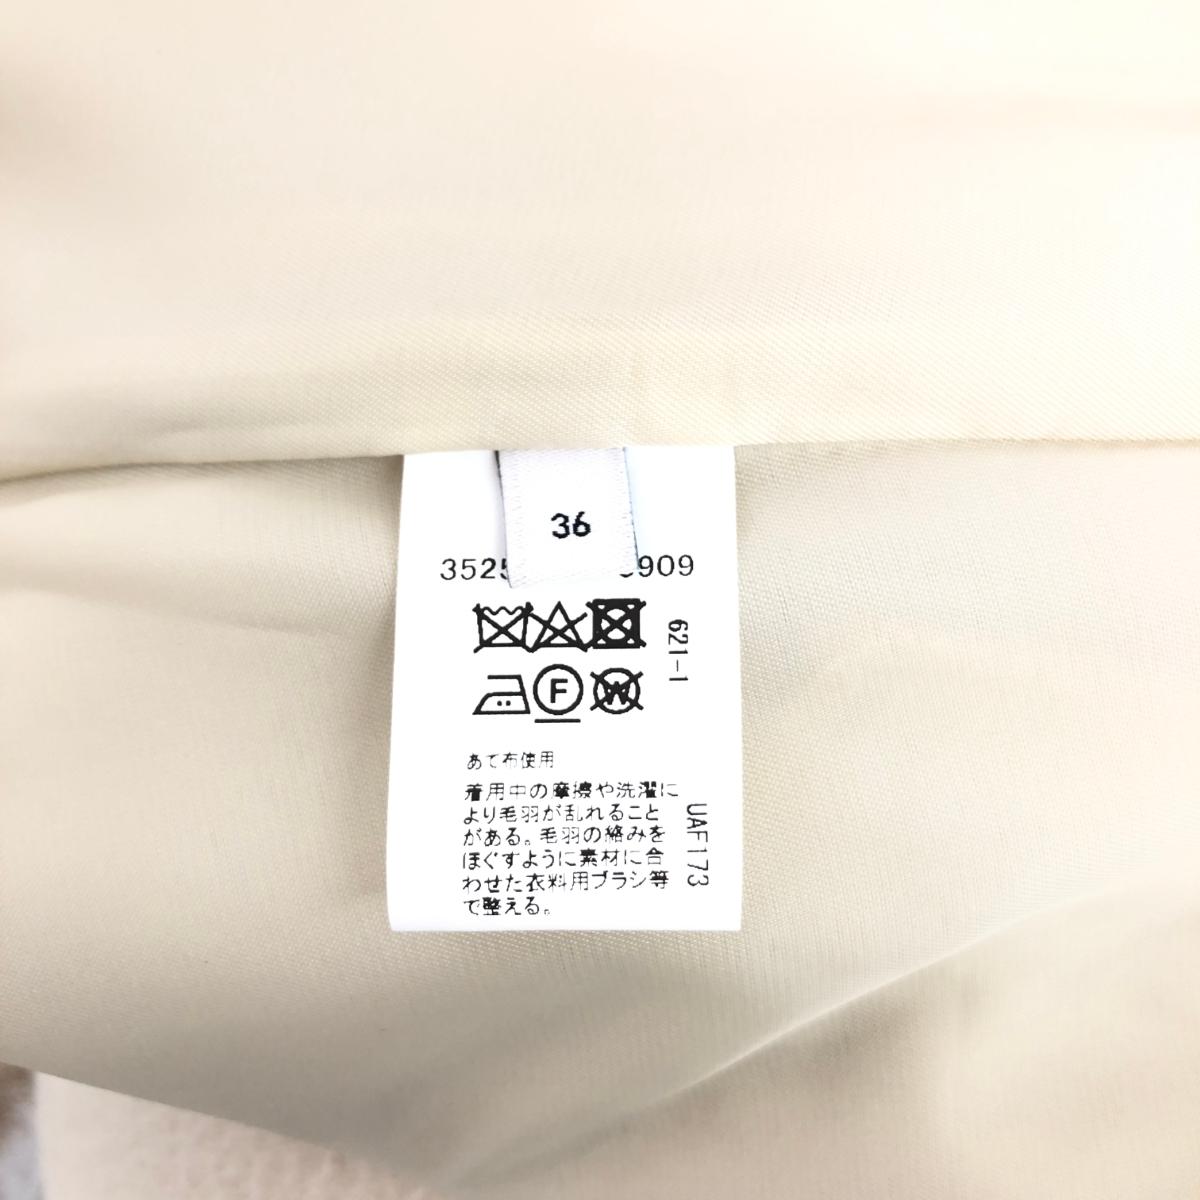 36
621-1
F
W
あて布使用
着用中の摩擦や洗濯に
より毛羽が乱れること
がある。毛羽の絡みを
ほぐすように素材に合
わせた衣料用ブラシ等
で整える。
UAF173